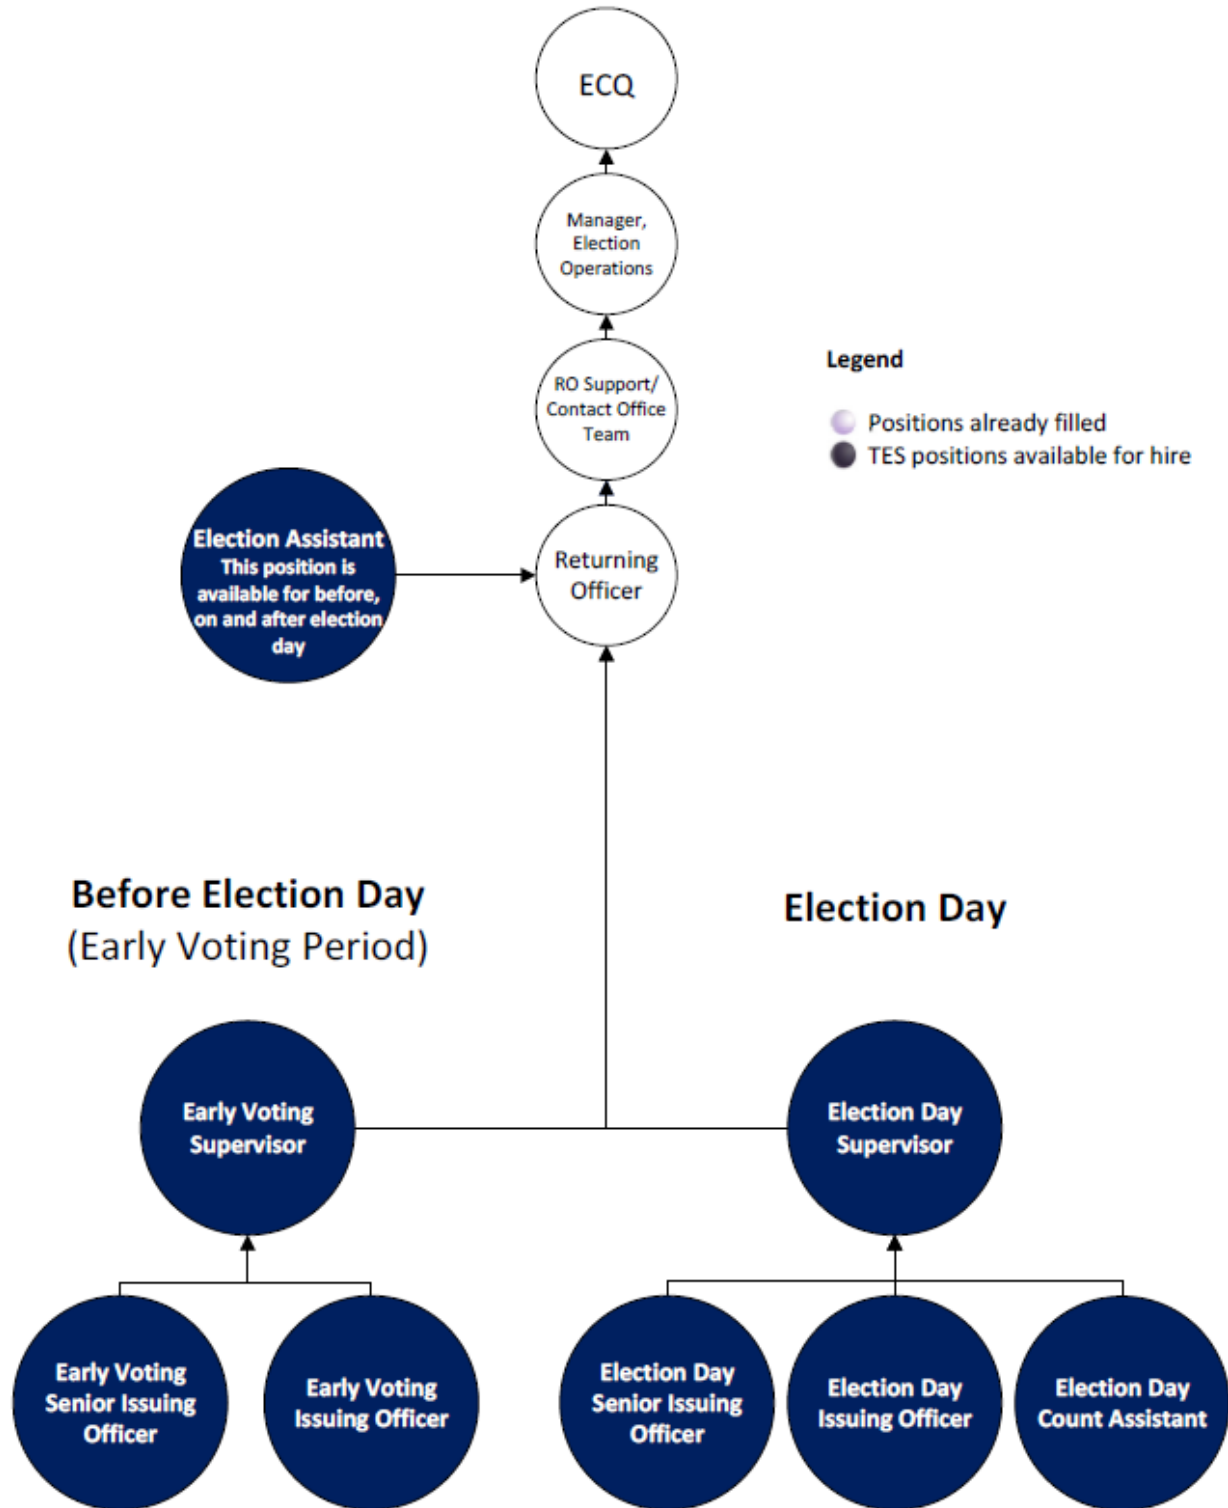 ECQ
Manager,
Election
Operations
RO Support/
Contact Office
Team
Legend
Positions already filled
TES positions available for hire
Election Assistant
This position is
available for before,
on and after election
day
Returning
Officer
Before Election Day
(Early Voting Period)
Election Day
Early Voting
Supervisor
Election Day
Supervisor
Early Voting
Senior Issuing
Officer
Early Voting
Issuing Officer
Election Day
Senior Issuing
Officer
Election Day
Issuing Officer
Election Day
Count Assistant